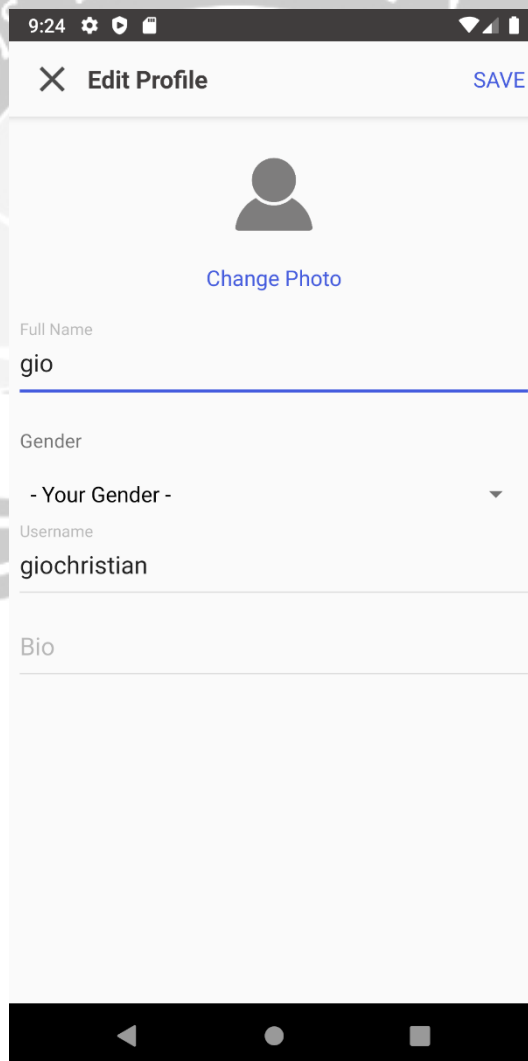 9:24
Edit Profile
SAVE
Change Photo
Full Name
gio
Gender
- Your Gender -
Username
giochristian
Bio